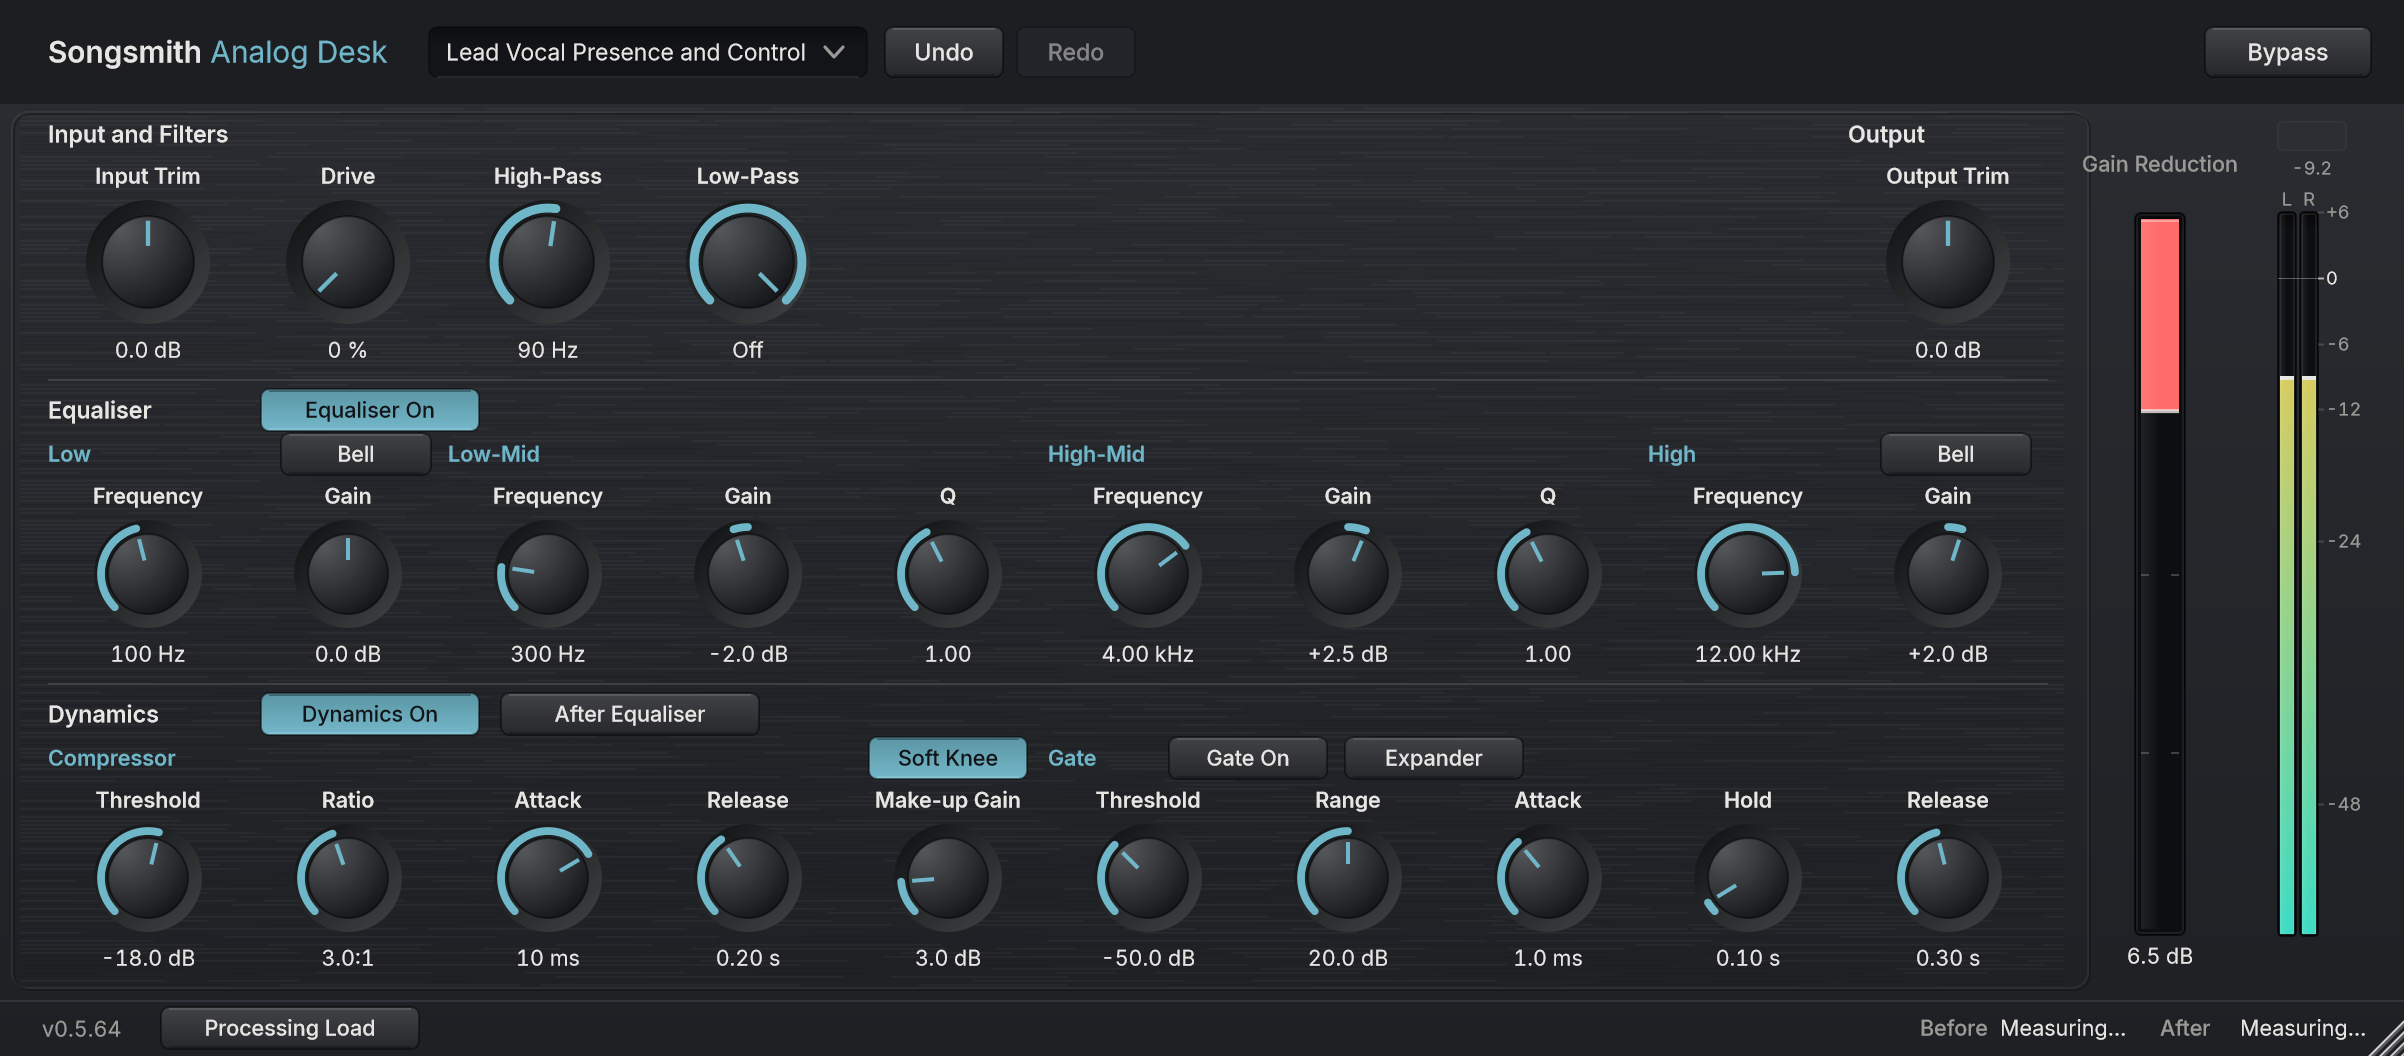 Songsmith Analog Desk
Lead Vocal Presence and Control
Undo
Redo
Bypass
Input and Filters
Output
Input Trim
Drive
High-Pass
Low-Pass
Output Trim
0.0 dB
0 %
90 Hz
Off
0.0 dB
Equaliser
Equaliser On
Low
Bell
Low-Mid
High-Mid
High
Bell
Frequency
Gain
Frequency
Gain
Q
Frequency
Gain
Q
Frequency
Gain
100 Hz
0.0 dB
300 Hz
-2.0 dB
1.00
4.00 kHz
+2.5 dB
1.00
12.00 kHz
+2.0 dB
Dynamics
Dynamics On
After Equaliser
Compressor
Soft Knee
Gate
Gate On
Expander
Threshold
Ratio
Attack
Release
Make-up Gain
Threshold
Range
Attack
Hold
Release
-18.0 dB
3.0:1
10 ms
0.20 s
3.0 dB
-50.0 dB
20.0 dB
1.0 ms
0.10 s
0.30 s
Gain Reduction
6.5 dB
-9.2
L R
+6
0
-6
-12
-24
-48
v0.5.64
Processing Load
Before Measuring...
After Measuring...